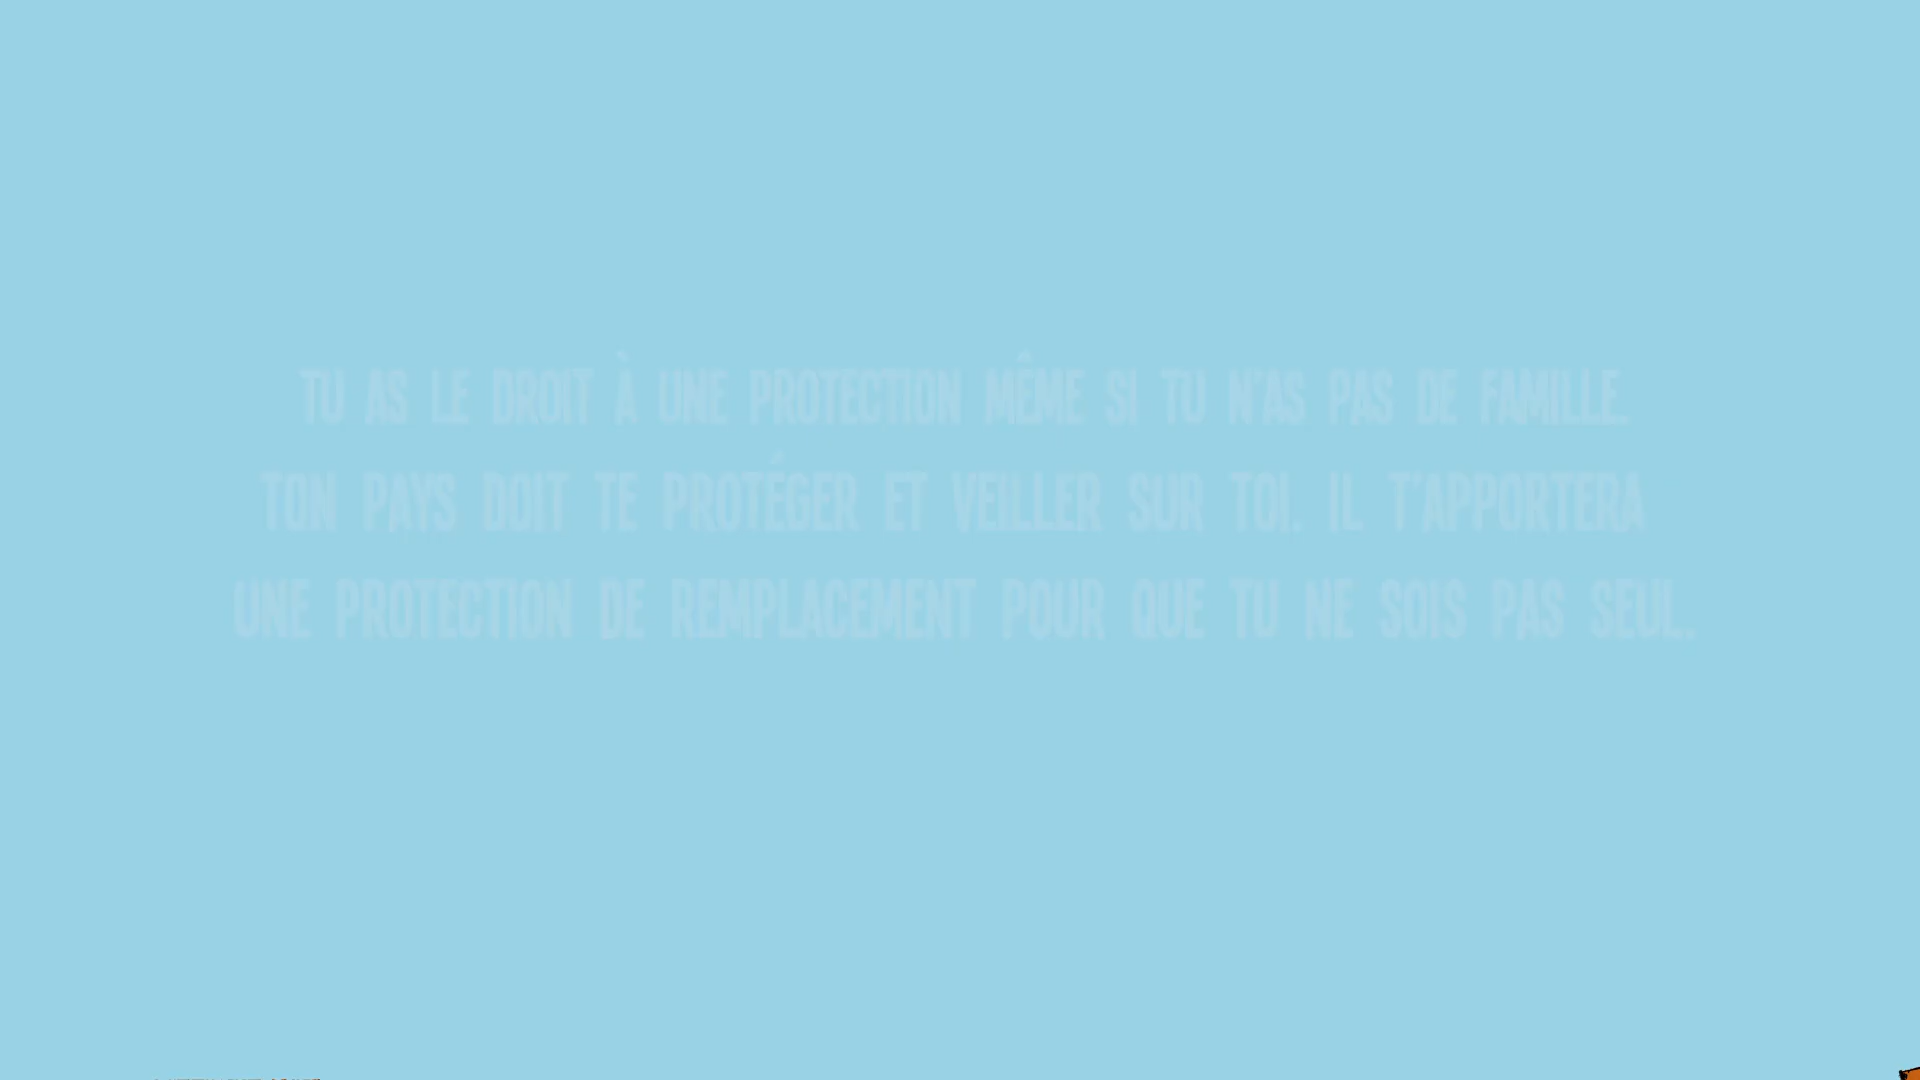 TU AS LE DROIT À UNE PROTECTION MÊME SI TU N'AS PAS DE FAMILLE.
TON PAYS DOIT TE PROTÉGER ET VEILLER SUR TOI. IL T'APPORTERA
UNE PROTECTION DE REMPLACEMENT POUR QUE TU NE SOIS PAS SEUL.